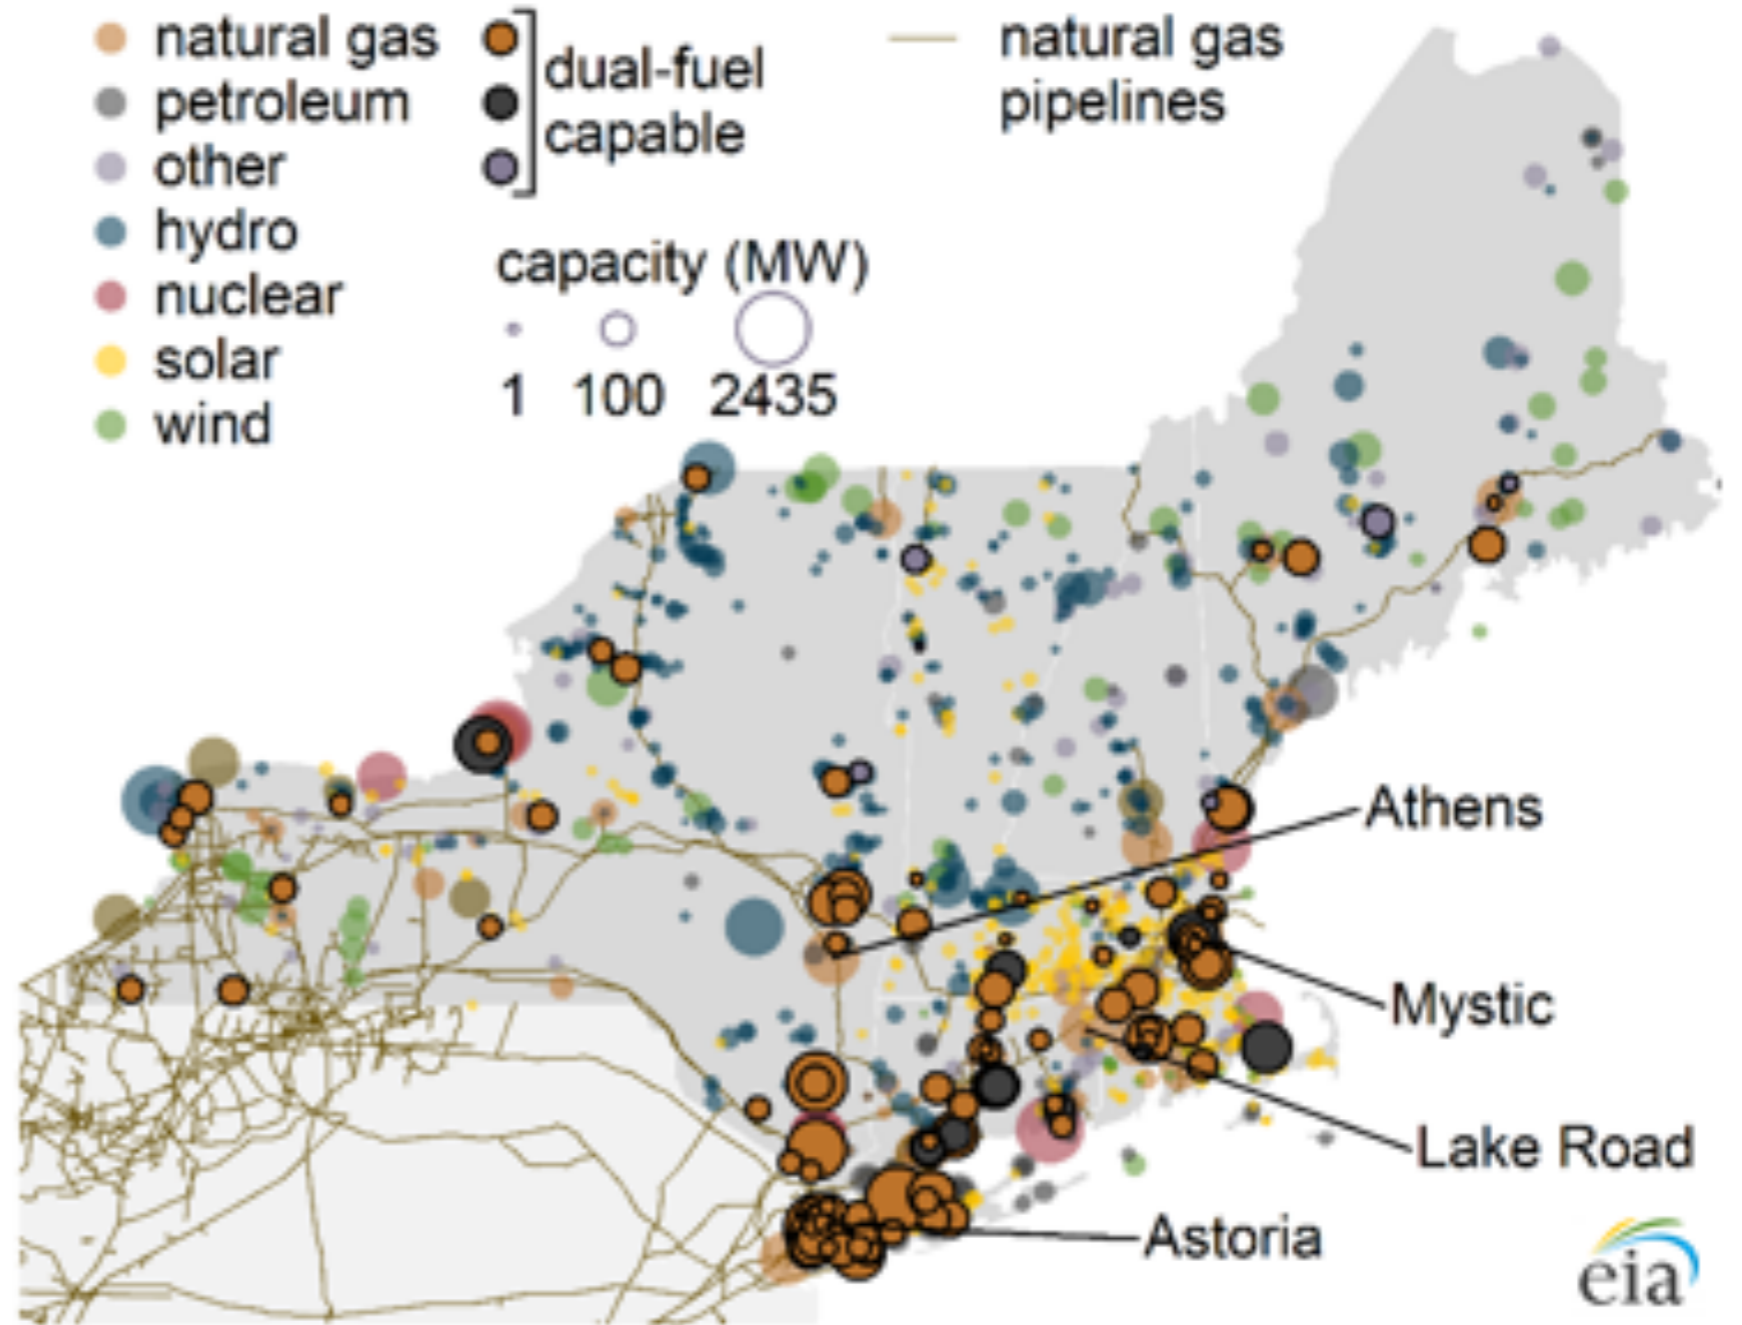 natural gas
petroleum
other
hydro
nuclear
solar
wind
dual-fuel
capable
natural gas
pipelines
capacity (MW)
1 100 2435
Athens
Mystic
Lake Road
Astoria
eia